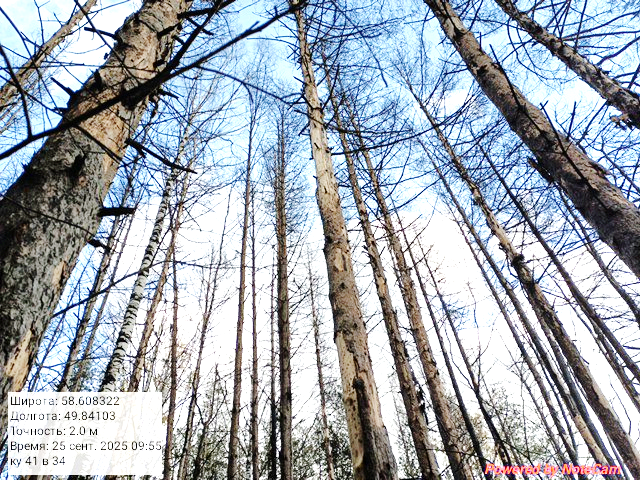 Широта: 58.608322
Долгота: 49.84103
Точность: 2.0 м
Время: 25 сент. 2025 09:55
ку 41 в 34
Powered by NoteCam